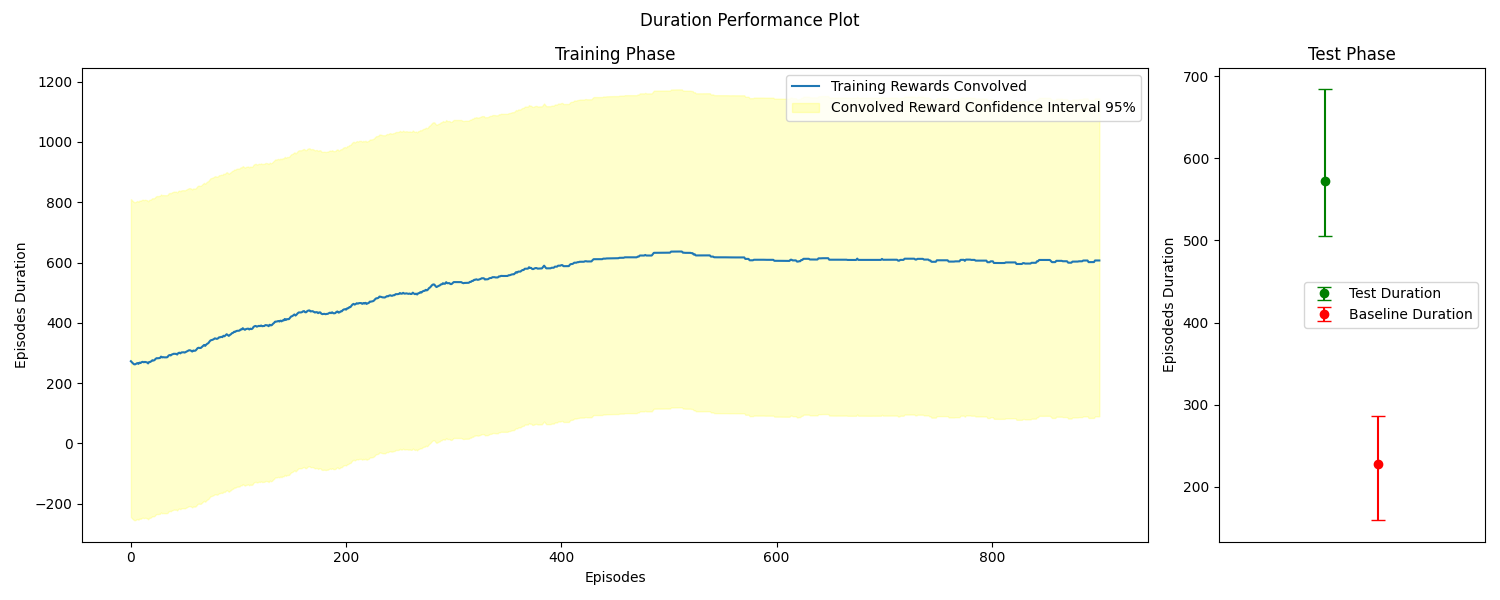 Duration Performance Plot
Training Phase
Episodes Duration
1200
1000
800
600
400
200
0
−200
0
200
400
600
800
Episodes
Training Rewards Convolved
Convolved Reward Confidence Interval 95%
Test Phase
Episodeds Duration
700
600
500
400
300
200
Test Duration
Baseline Duration